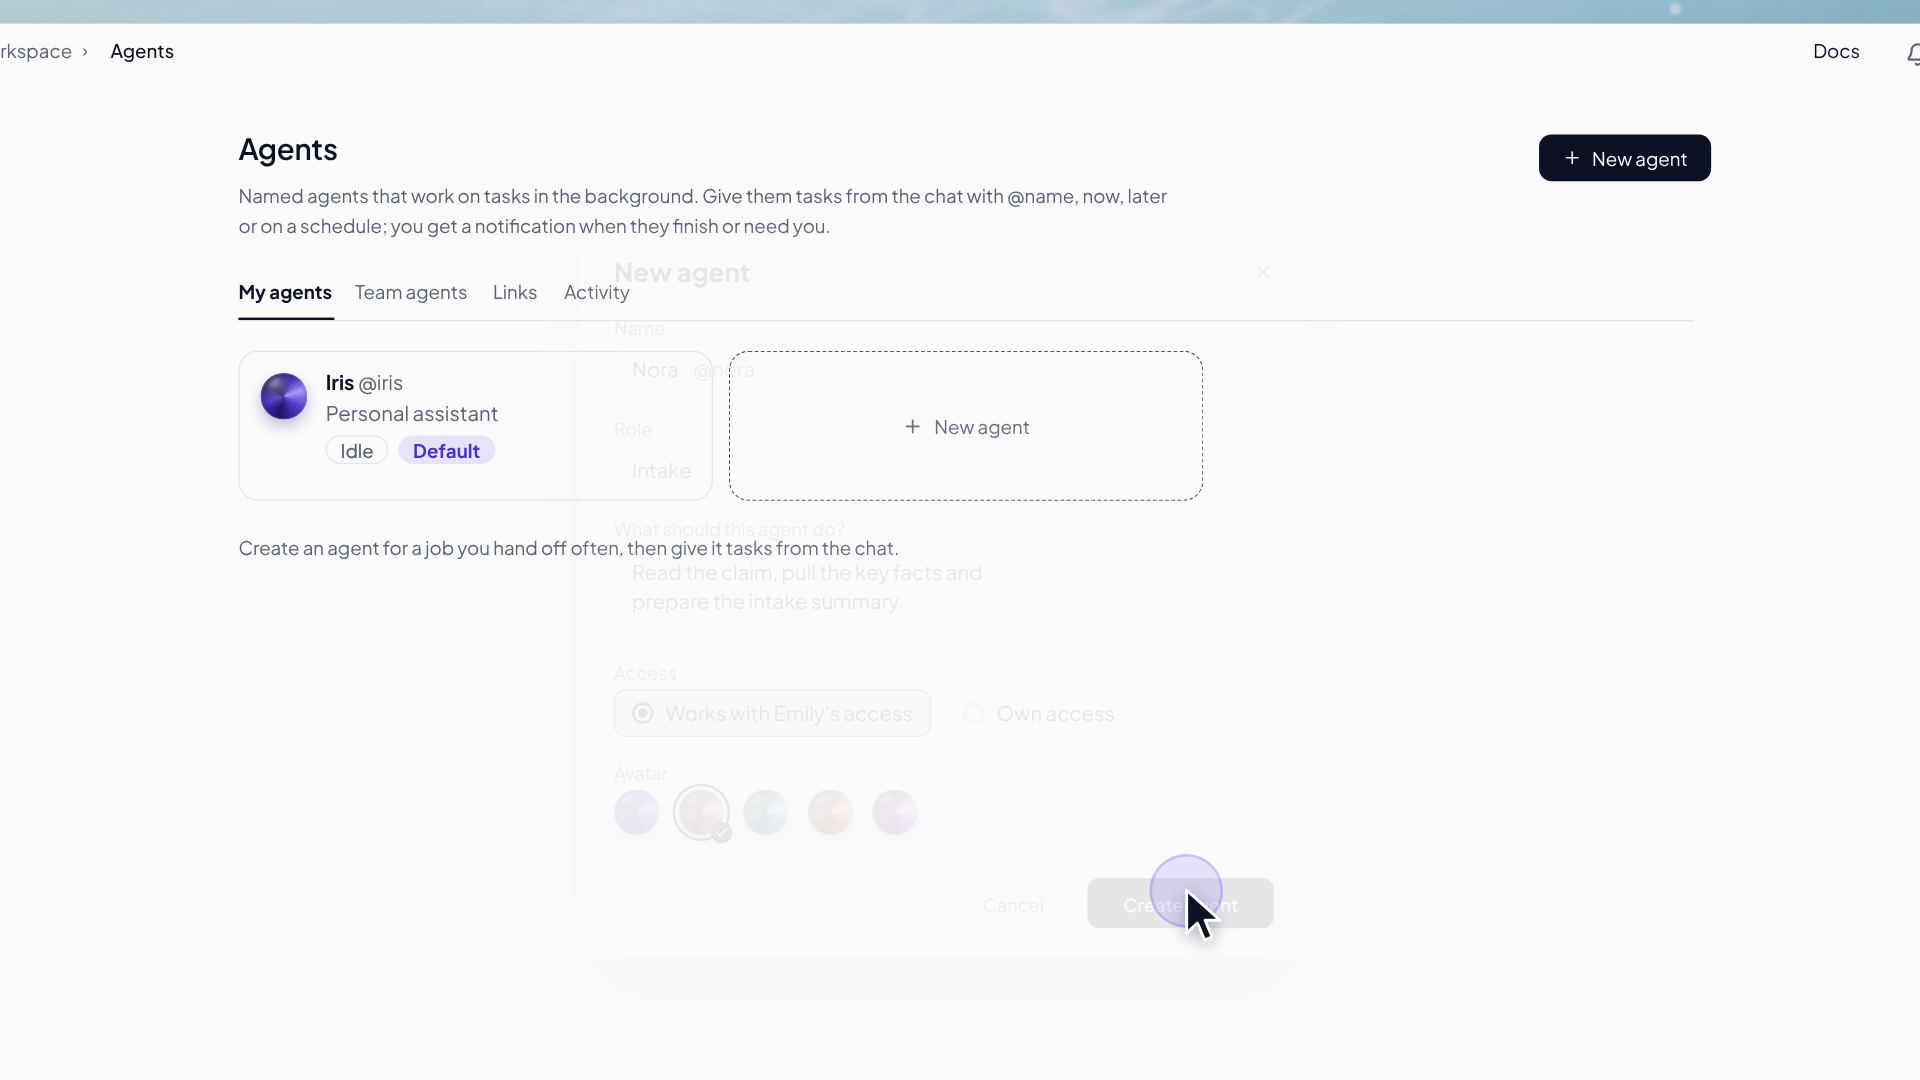 rkspace › Agents
Docs
Agents
+ New agent
Named agents that work on tasks in the background. Give them tasks from the chat with @name, now, later
or on a schedule; you get a notification when they finish or need you.
New agent
My agents
Team agents
Links
Activity
Name
Nora @nora
Iris @iris
Personal assistant
Idle
Default
+ New agent
Role
Intake
What should this agent do?
Create an agent for a job you hand off often, then give it tasks from the chat.
Read the claim, pull the key facts and
prepare the intake summary.
Access
Works with Emily's access
Own access
Avatar
Cancel